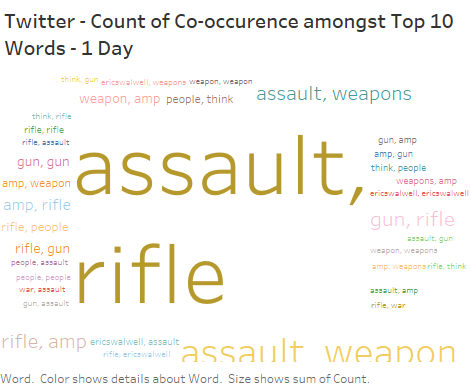 Twitter - Count of Co-occurence amongst Top 10
Words - 1 Day
think, gun
ericswalwell, weapons
weapon, weapon
weapon, amp
people, think
assault, weapons
think, rifle
rifle, rifle
rifle, assault
gun, gun
amp, weapon
amp, rifle
rifle, people
rifle, gun
people, assault
people, people
war, assault
gun, assault
assault,
rifle
gun, amp
amp, gun
think, people
weapons, amp
ericswalwell, ericswalwell
gun, rifle
assault, gun
weapon, weapons
amp, weapons
rifle, think
assault, amp
rifle, war
rifle, amp
ericswalwell, assault
rifle, ericswalwell
assault, weapon
Word. Color shows details about Word. Size shows sum of Count.